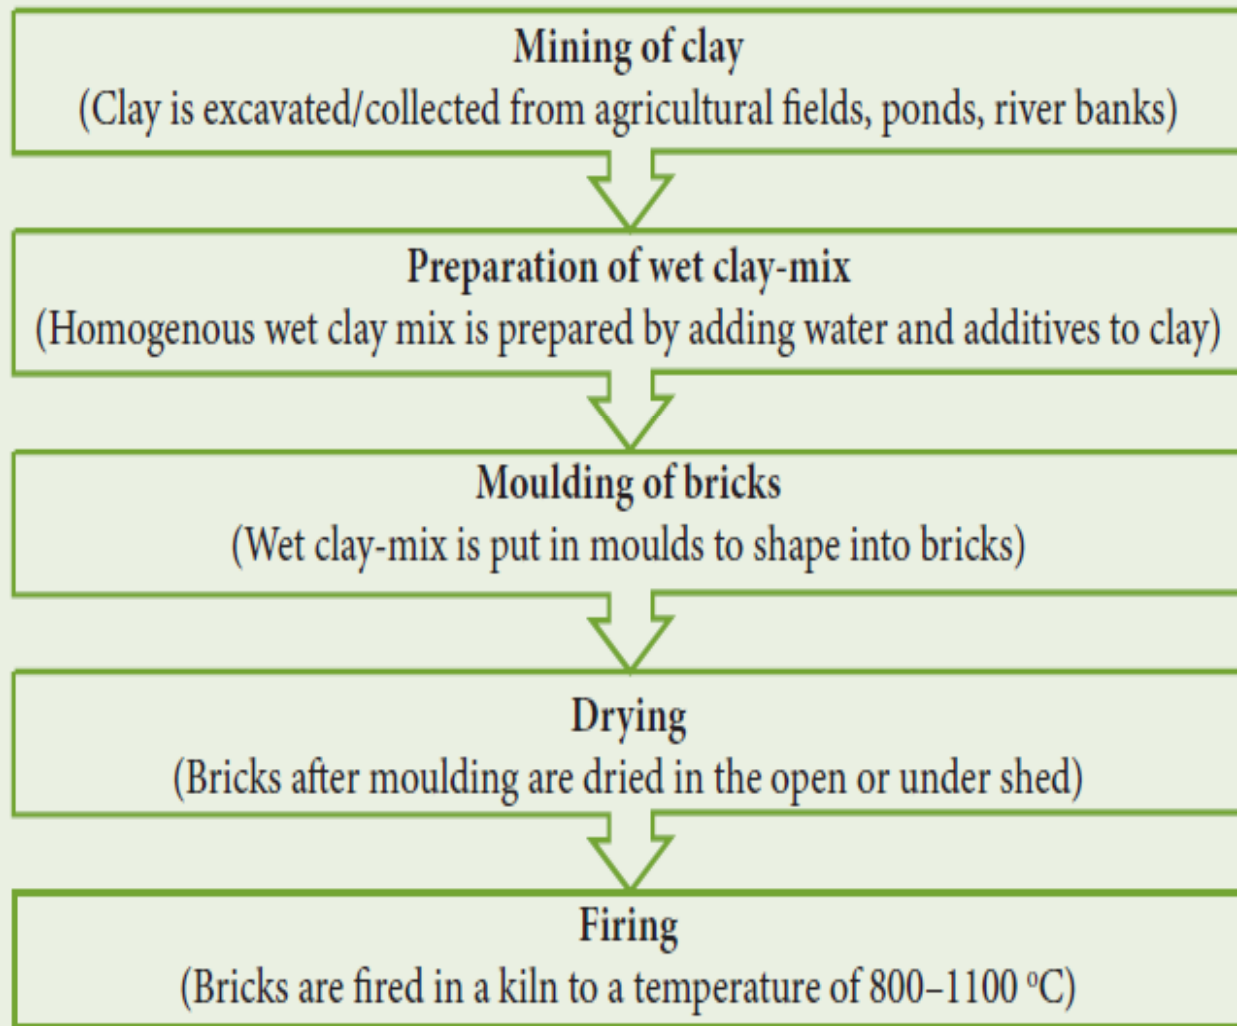 Mining of clay
(Clay is excavated/collected from agricultural fields, ponds, river banks)
Preparation of wet clay-mix
(Homogenous wet clay mix is prepared by adding water and additives to clay)
Moulding of bricks
(Wet clay-mix is put in moulds to shape into bricks)
Drying
(Bricks after moulding are dried in the open or under shed)
Firing
(Bricks are fired in a kiln to a temperature of 800–1100 °C)